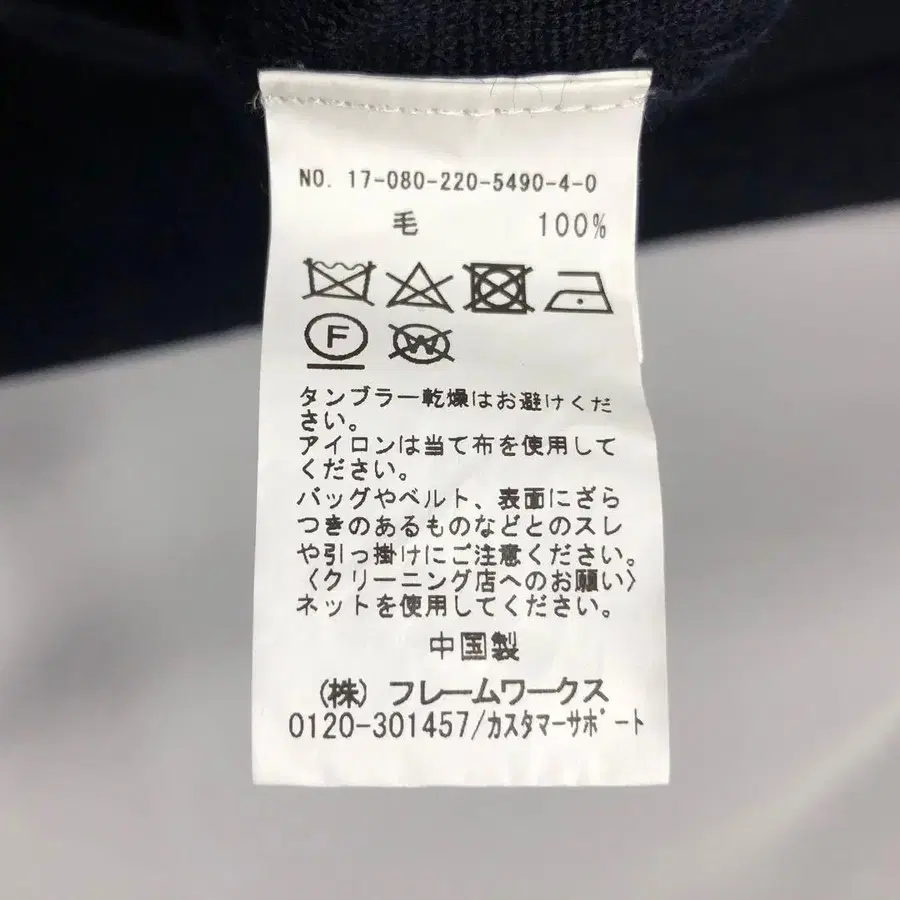 NO. 17-080-220-5490-4-0
毛 100%
F W
タンブラー乾燥はお避けくだ
さい。
アイロンは当て布を使用して
ください。
バッグやベルト、表面にざら
つきのあるものなどとのスレ
や引っ掛けにご注意ください。
〈クリーニング店へのお願い〉
ネットを使用してください。
中国製
(株) フレームワークス
0120-301457/カスタマーサポート